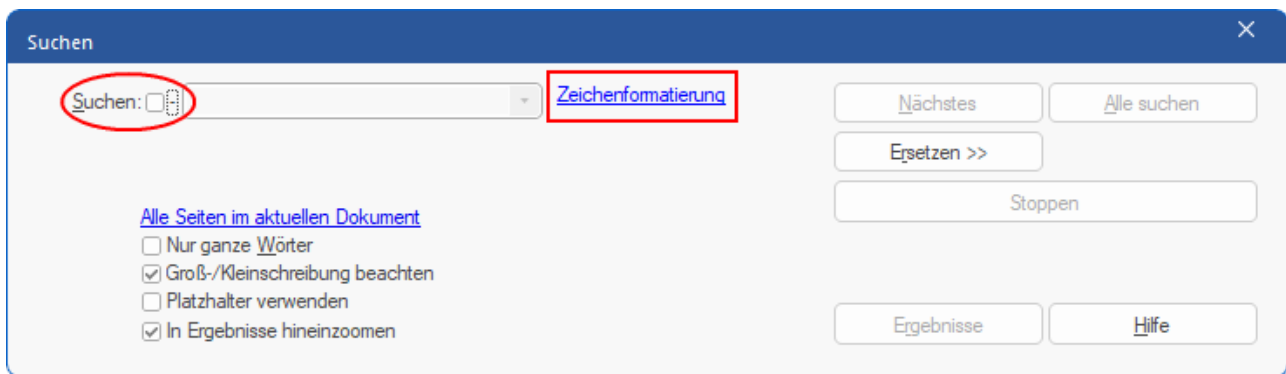 Suchen
Suchen: - Zeichenformatierung
Nächstes Alle suchen
Ersetzen >>
Stoppen
Alle Seiten im aktuellen Dokument
Nur ganze Wörter
Groß-/Kleinschreibung beachten
Platzhalter verwenden
In Ergebnisse hineinzoomen
Ergebnisse Hilfe